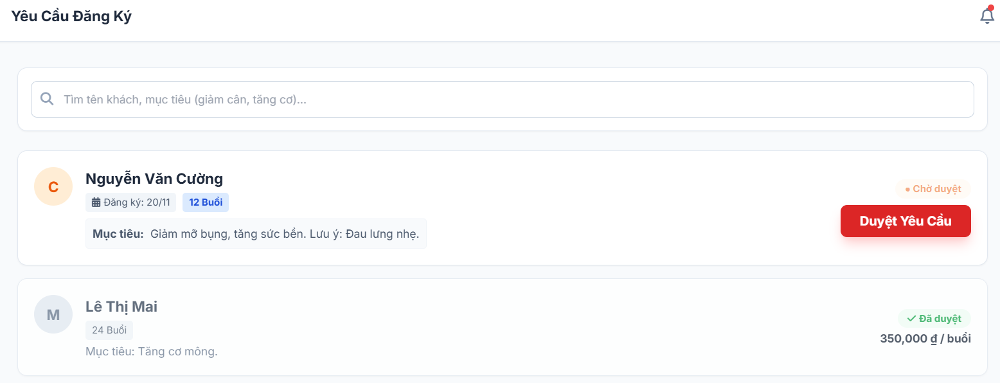 Yêu Cầu Đăng Ký
Tìm tên khách, mục tiêu (giảm cân, tăng cơ)...
C
Nguyễn Văn Cường
Đăng ký: 20/11 12 Buổi
Mục tiêu: Giảm mỡ bụng, tăng sức bền. Lưu ý: Đau lưng nhẹ.
Chờ duyệt
Duyệt Yêu Cầu
M
Lê Thị Mai
24 Buổi
Mục tiêu: Tăng cơ mông.
Đã duyệt
350,000 ₫ / buổi